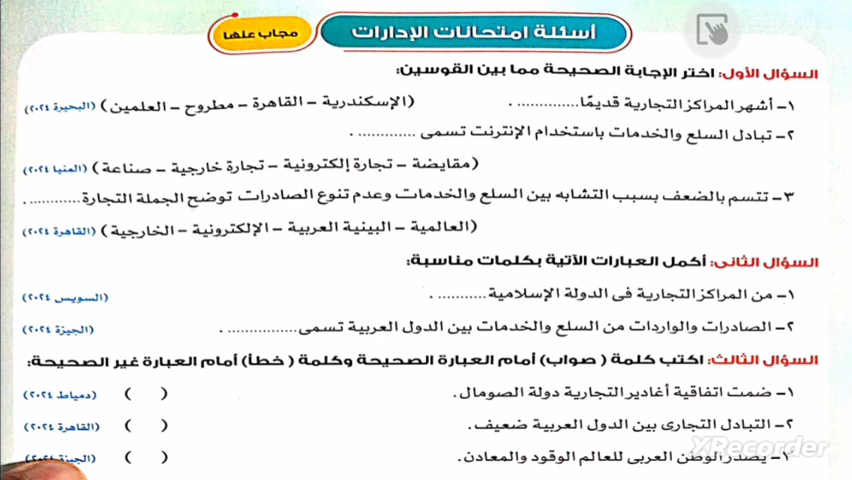 أسئلة امتحانات الإدارات
مجاب عنها
السؤال الأول: اختر الإجابة الصحيحة مما بين القوسين:
١- أشهر المراكز التجارية قديمًا............. . (الإسكندرية - القاهرة - مطروح - العلمين) (البحيرة ٢٠٢٤)
٢- تبادل السلع والخدمات باستخدام الإنترنت تسمى ............. .
(مقايضة - تجارة إلكترونية - تجارة خارجية - صناعة) (المنيا ٢٠٢٤)
٣- تتسم بالضعف بسبب التشابه بين السلع والخدمات وعدم تنوع الصادرات توضح الجملة التجارة........... .
(العالمية - البينية العربية - الإلكترونية - الخارجية) (القاهرة ٢٠٢٤)
السؤال الثانى: أكمل العبارات الآتية بكلمات مناسبة:
١- من المراكز التجارية فى الدولة الإسلامية........... . (السويس ٢٠٢٤)
٢- الصادرات والواردات من السلع والخدمات بين الدول العربية تسمى............... . (الجيزة ٢٠٢٤)
السؤال الثالث: اكتب كلمة (صواب) أمام العبارة الصحيحة وكلمة (خطأ) أمام العبارة غير الصحيحة:
١- ضمت اتفاقية أغادير التجارية دولة الصومال. ( ) (دمياط ٢٠٢٤)
٢- التبادل التجارى بين الدول العربية ضعيف. ( ) (القاهرة ٢٠٢٤)
٣- يصدر الوطن العربى للعالم الوقود والمعادن. ( ) (الجيزة ٢٠٢٤)
XRecorder